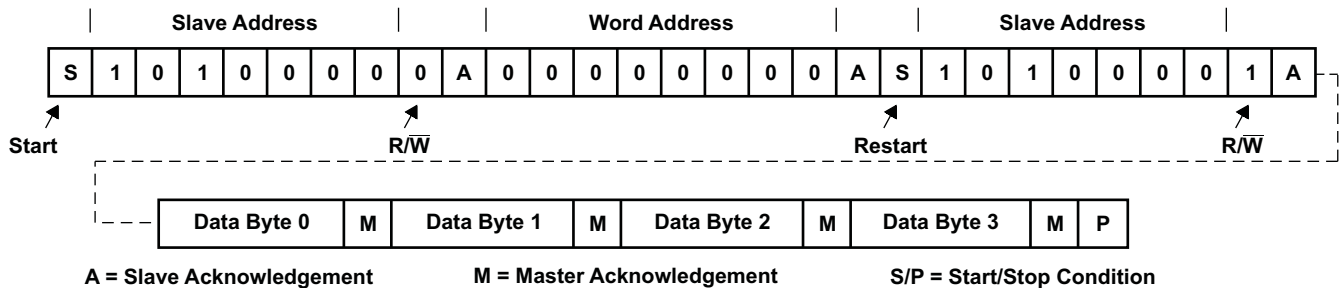 Slave Address Word Address Slave Address
S 1 0 1 0 0 0 0 0 A 0 0 0 0 0 0 0 0 A S 1 0 1 0 0 0 0 1 A
Start R/W̅ Restart R/W̅
Data Byte 0 M Data Byte 1 M Data Byte 2 M Data Byte 3 M P
A = Slave Acknowledgement M = Master Acknowledgement S/P = Start/Stop Condition